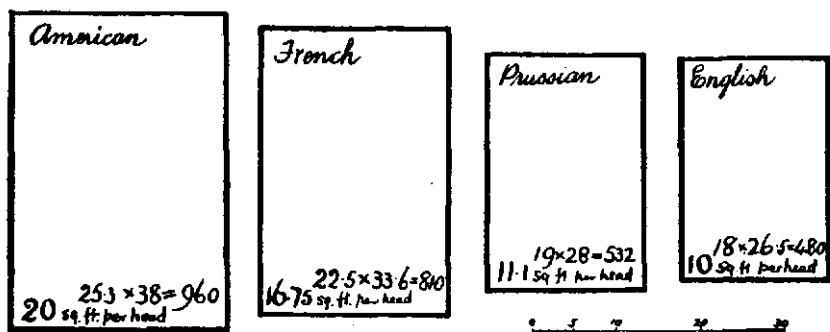 American
25.3 × 38 = 960
20 sq. ft. per head
French
22.5 × 33.6 = 810
16.75 sq. ft. per head
Prussian
19 × 28 = 532
11.1 sq ft per head
English
18 × 26.5 = 480
10 sq ft per head
0 5 10 20 30